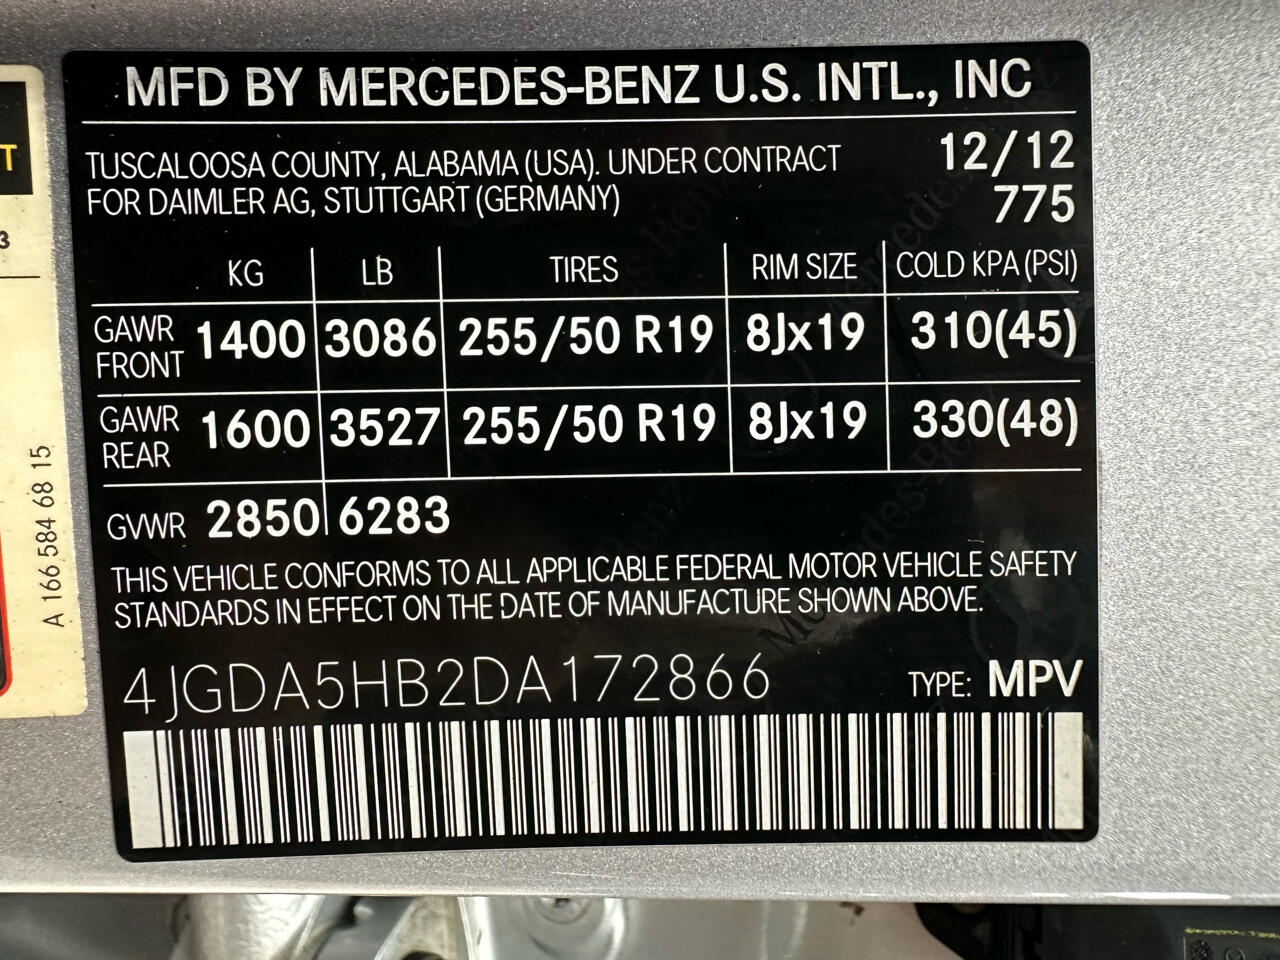 MFD BY MERCEDES-BENZ U.S. INTL., INC
TUSCALOOSA COUNTY, ALABAMA (USA). UNDER CONTRACT
FOR DAIMLER AG, STUTTGART (GERMANY)
12/12
775
KG LB TIRES RIM SIZE COLD KPA (PSI)
GAWR FRONT 1400 3086 255/50 R19 8Jx19 310(45)
GAWR REAR 1600 3527 255/50 R19 8Jx19 330(48)
GVWR 2850 6283
THIS VEHICLE CONFORMS TO ALL APPLICABLE FEDERAL MOTOR VEHICLE SAFETY
STANDARDS IN EFFECT ON THE DATE OF MANUFACTURE SHOWN ABOVE.
4JGDA5HB2DA172866 TYPE: MPV
T
3
A 166 584 68 15